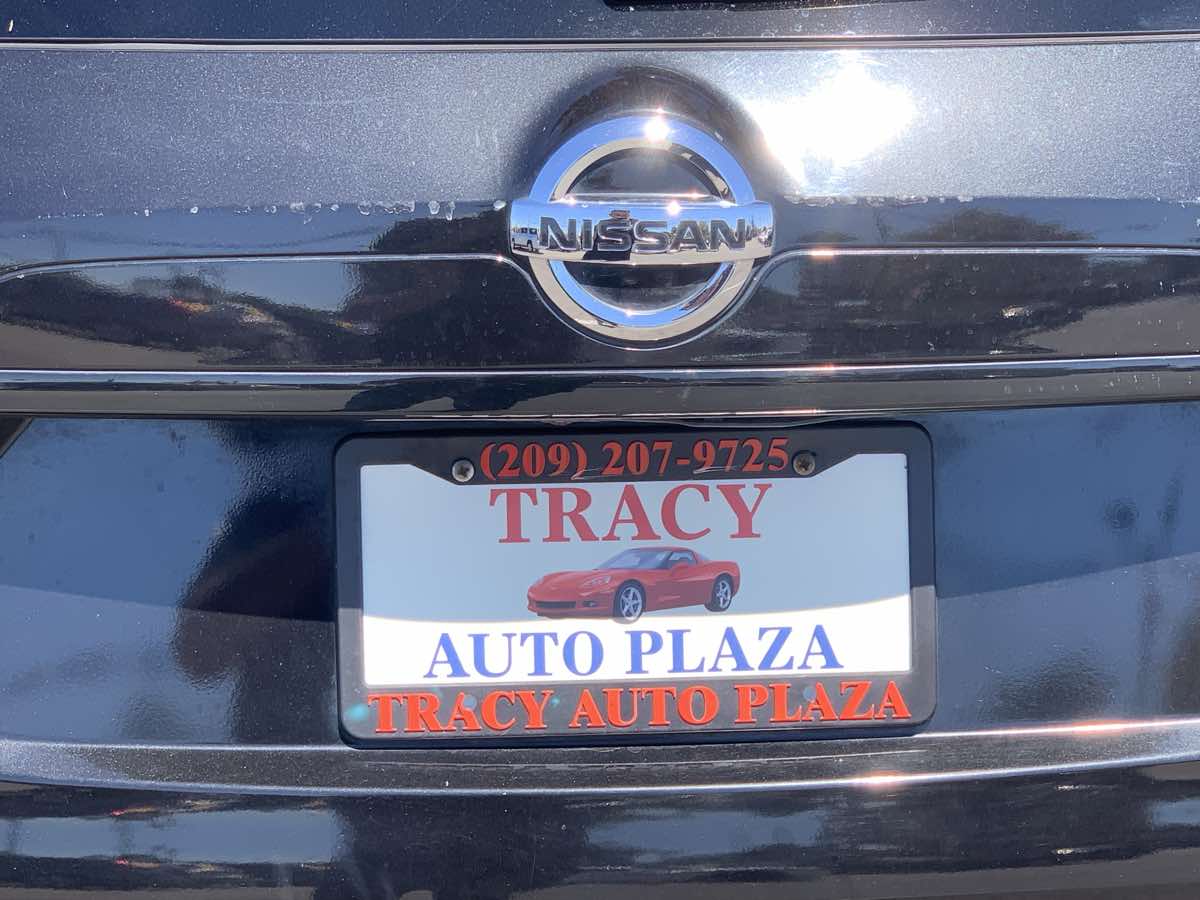 NISSAN
(209) 207-9725
TRACY
AUTO PLAZA
TRACY AUTO PLAZA